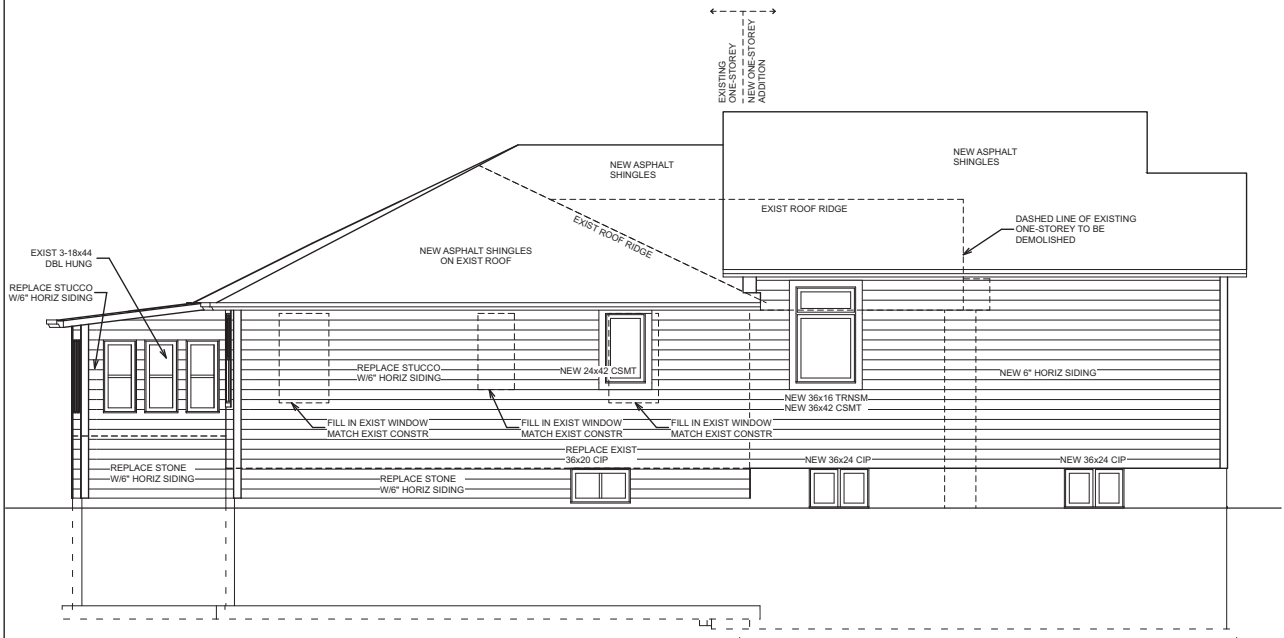 EXISTING
ONE-STOREY
NEW ONE-STOREY
ADDITION
NEW ASPHALT
SHINGLES
NEW ASPHALT
SHINGLES
EXIST ROOF RIDGE
EXIST ROOF RIDGE
DASHED LINE OF EXISTING
ONE-STOREY TO BE
DEMOLISHED
NEW ASPHALT SHINGLES
ON EXIST ROOF
EXIST 3-18x44
DBL HUNG
REPLACE STUCCO
W/6" HORIZ SIDING
REPLACE STUCCO
W/6" HORIZ SIDING
NEW 24x42 CSMT
NEW 6" HORIZ SIDING
NEW 36x16 TRNSM
NEW 36x42 CSMT
FILL IN EXIST WINDOW
MATCH EXIST CONSTR
FILL IN EXIST WINDOW
MATCH EXIST CONSTR
FILL IN EXIST WINDOW
MATCH EXIST CONSTR
REPLACE EXIST
36x20 CIP
NEW 36x24 CIP
NEW 36x24 CIP
REPLACE STONE
W/6" HORIZ SIDING
REPLACE STONE
W/6" HORIZ SIDING